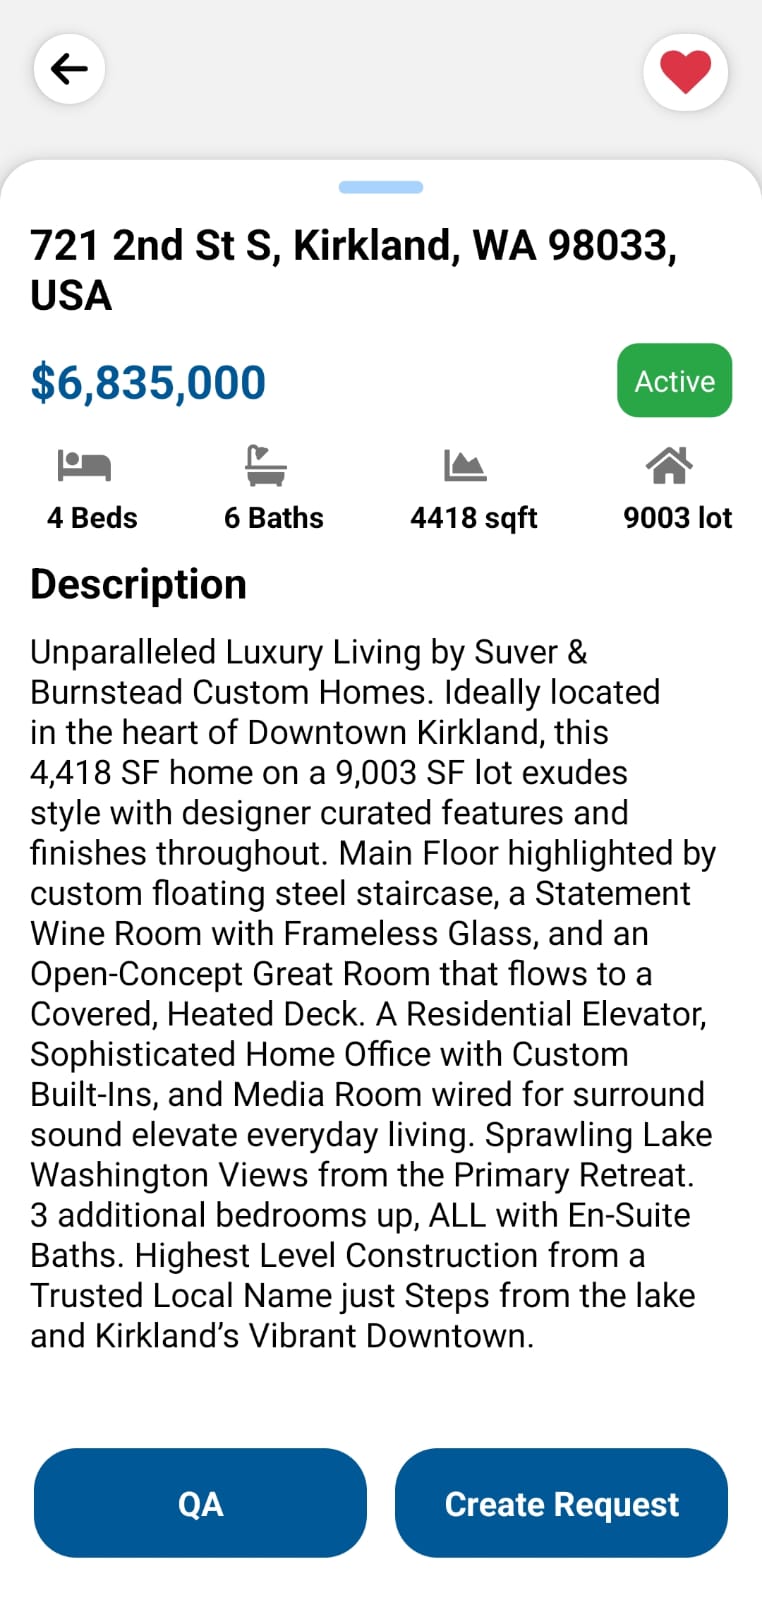 721 2nd St S, Kirkland, WA 98033,
USA
$6,835,000
Active
4 Beds
6 Baths
4418 sqft
9003 lot
Description
Unparalleled Luxury Living by Suver &
Burnstead Custom Homes. Ideally located
in the heart of Downtown Kirkland, this
4,418 SF home on a 9,003 SF lot exudes
style with designer curated features and
finishes throughout. Main Floor highlighted by
custom floating steel staircase, a Statement
Wine Room with Frameless Glass, and an
Open-Concept Great Room that flows to a
Covered, Heated Deck. A Residential Elevator,
Sophisticated Home Office with Custom
Built-Ins, and Media Room wired for surround
sound elevate everyday living. Sprawling Lake
Washington Views from the Primary Retreat.
3 additional bedrooms up, ALL with En-Suite
Baths. Highest Level Construction from a
Trusted Local Name just Steps from the lake
and Kirkland’s Vibrant Downtown.
QA
Create Request